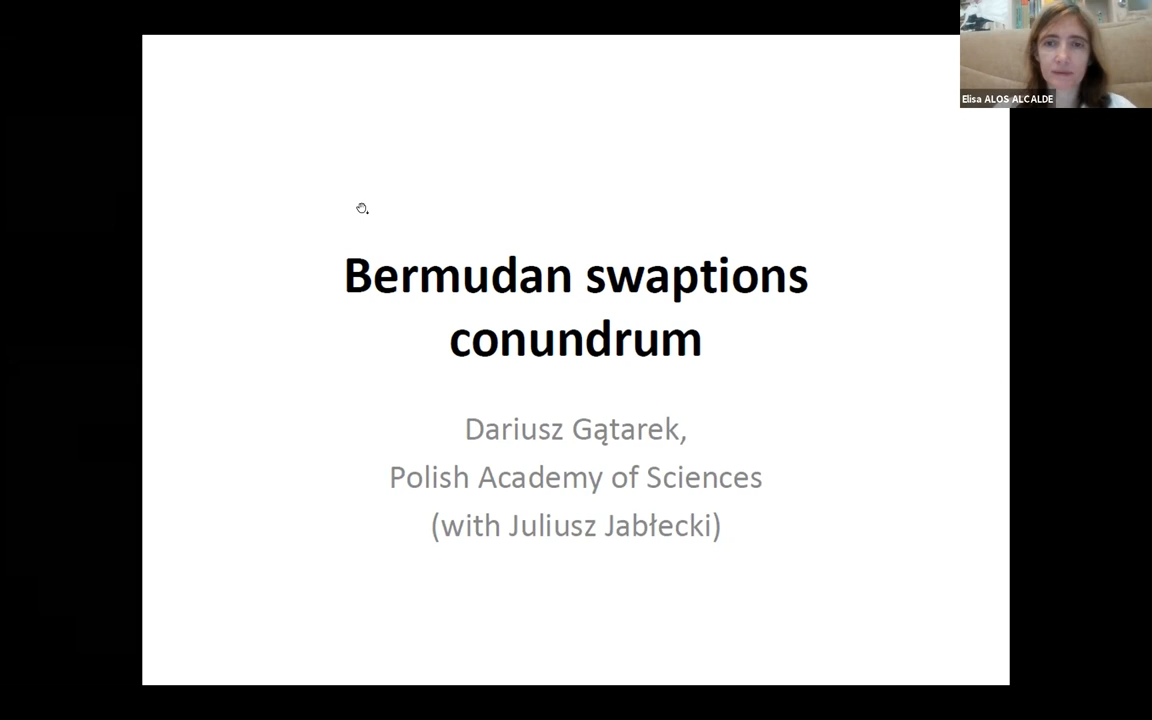 Elisa ALOS ALCALDE
Bermudan swaptions
conundrum
Dariusz Gątarek,
Polish Academy of Sciences
(with Juliusz Jabłecki)